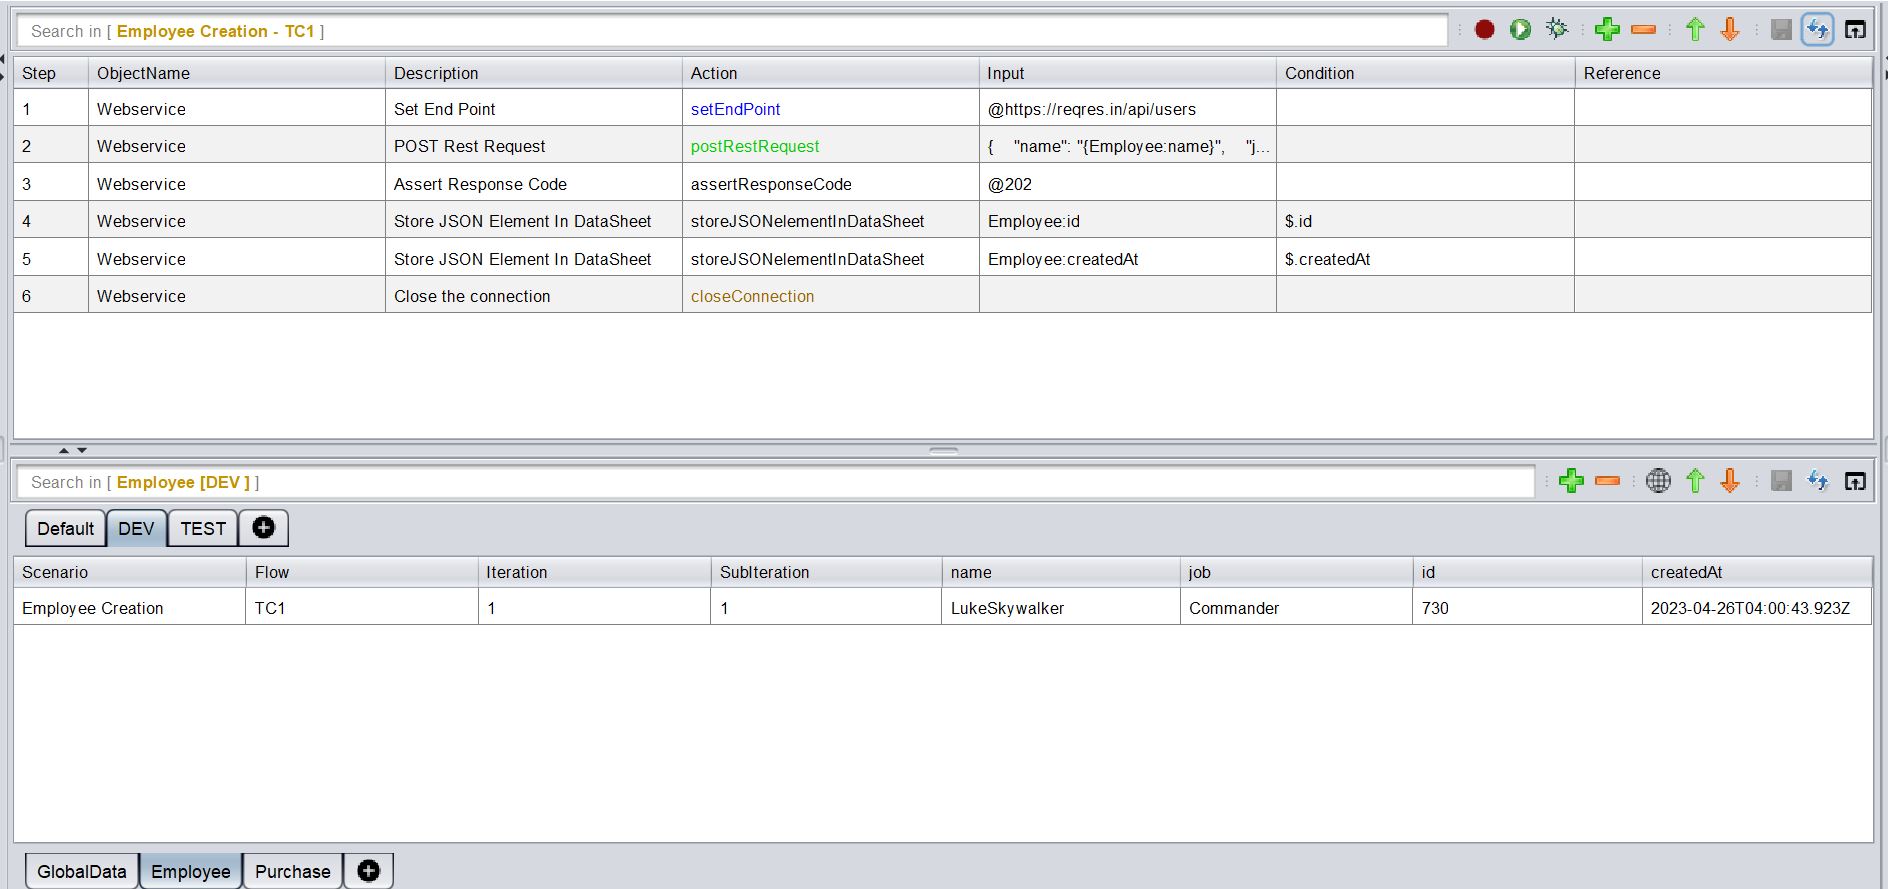 Search in [ Employee Creation - TC1 ]
Step ObjectName Description Action Input Condition Reference
1 Webservice Set End Point setEndPoint @https://reqres.in/api/users
2 Webservice POST Rest Request postRestRequest { "name": "{Employee:name}", "j...
3 Webservice Assert Response Code assertResponseCode @202
4 Webservice Store JSON Element In DataSheet storeJSONelementInDataSheet Employee:id $.id
5 Webservice Store JSON Element In DataSheet storeJSONelementInDataSheet Employee:createdAt $.createdAt
6 Webservice Close the connection closeConnection
Search in [ Employee [DEV ] ]
Default DEV TEST
Scenario Flow Iteration SubIteration name job id createdAt
Employee Creation TC1 1 1 LukeSkywalker Commander 730 2023-04-26T04:00:43.923Z
GlobalData Employee Purchase